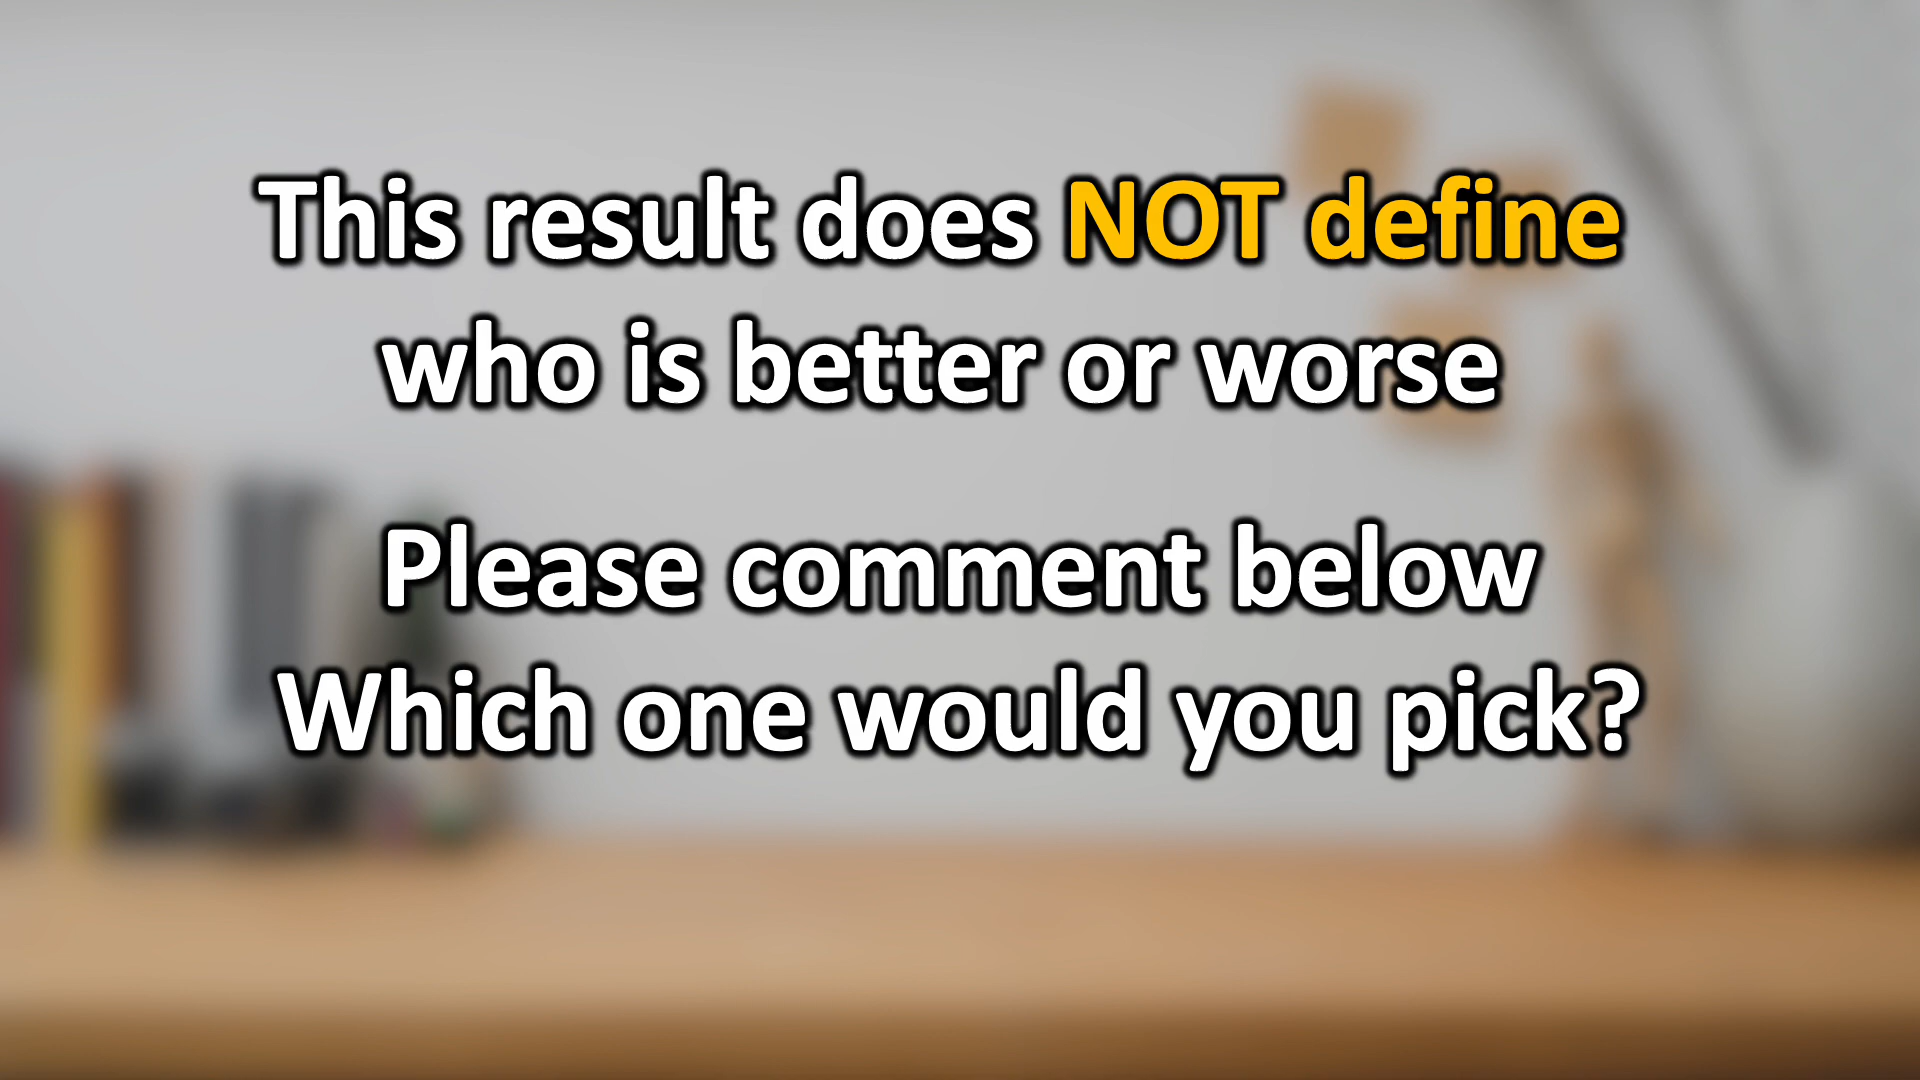 This result does NOT define
who is better or worse
Please comment below
Which one would you pick?